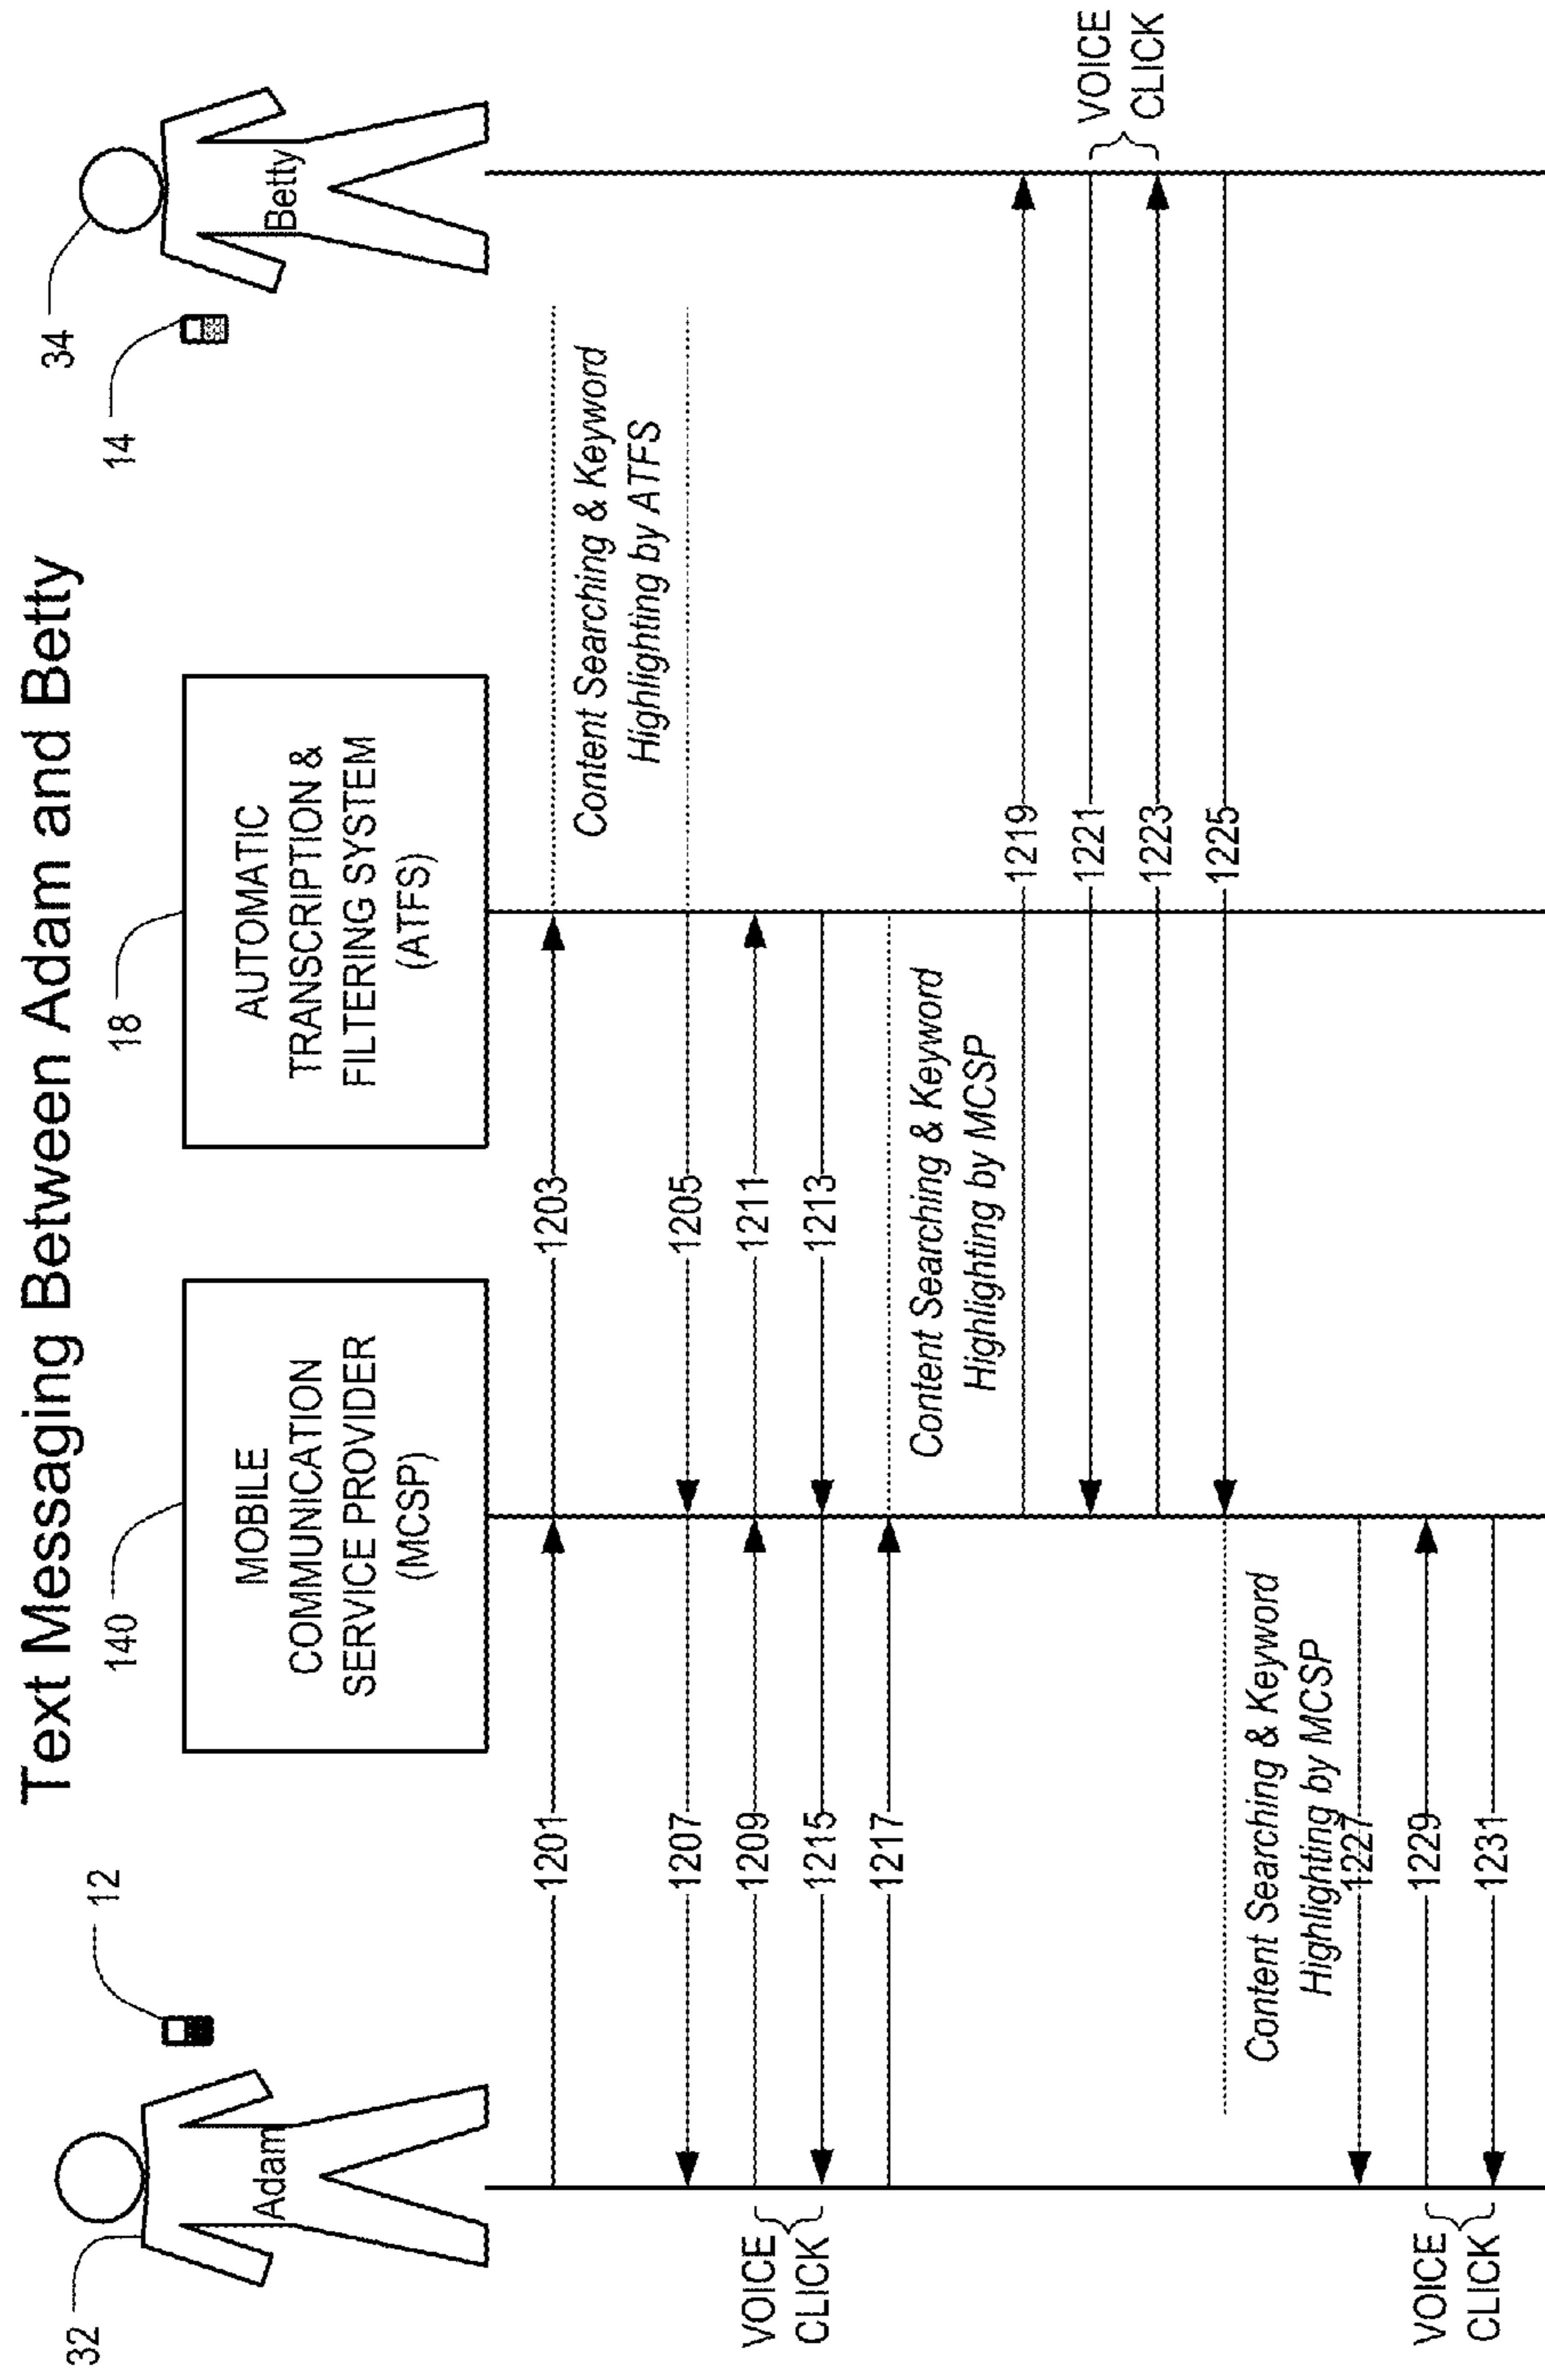 Text Messaging Between Adam and Betty
32
12
140
18
14
34
Adam
MOBILE
COMMUNICATION
SERVICE PROVIDER
(MCSP)
AUTOMATIC
TRANSCRIPTION &
FILTERING SYSTEM
(ATFS)
Betty
1201
1203
Content Searching & Keyword
Highlighting by ATFS
1207
1205
VOICE
CLICK
1209
1211
1215
1213
1217
Content Searching & Keyword
Highlighting by MCSP
1219
1221
VOICE
CLICK
1223
1225
Content Searching & Keyword
Highlighting by MCSP
1227
VOICE
CLICK
1229
1231